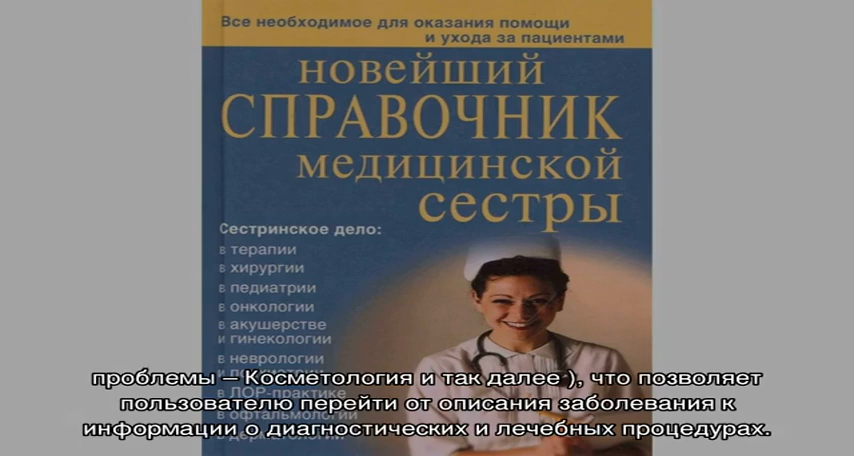 Все необходимое для оказания помощи
и ухода за пациентами
новейший
СПРАВОЧНИК
медицинской
сестры
Сестринское дело:
в терапии
в хирургии
в педиатрии
в онкологии
в акушерстве
и гинекологии
в неврологии
и психиатрии
в ЛОР-практике
в офтальмологии
в дерматологии
проблемы – Косметология и так далее ), что позволяет
пользователю перейти от описания заболевания к
информации о диагностических и лечебных процедурах.